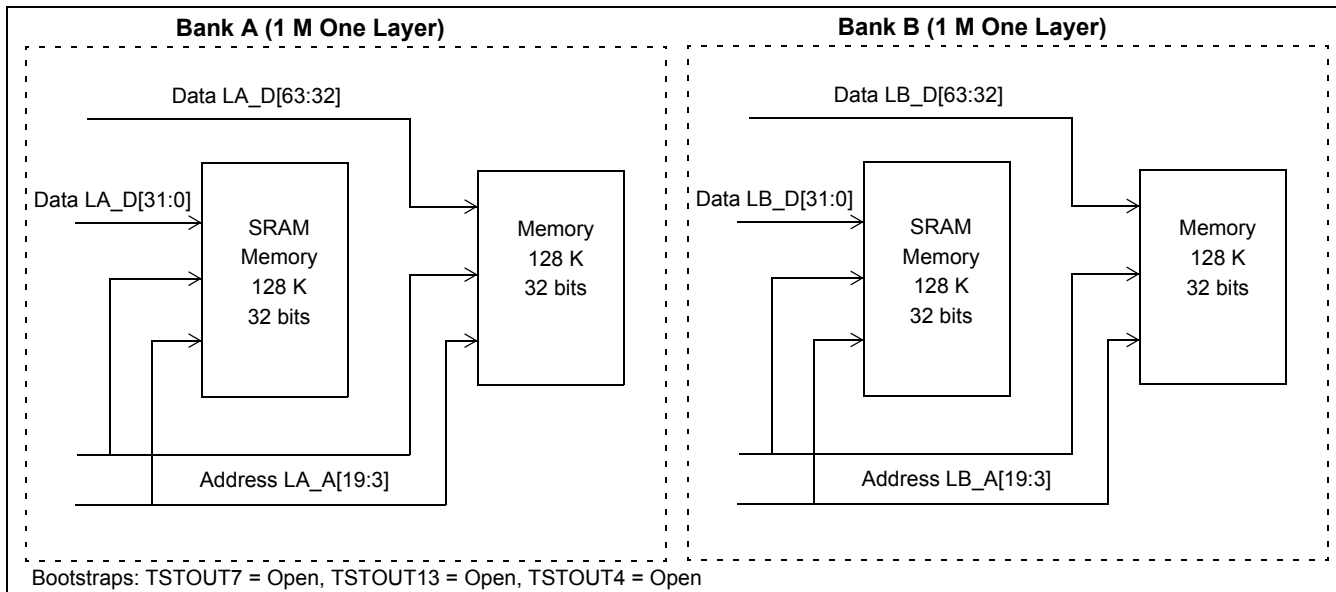 Bank A (1 M One Layer)
Data LA_D[63:32]
Data LA_D[31:0]
SRAM
Memory
128 K
32 bits
Memory
128 K
32 bits
Address LA_A[19:3]
Bank B (1 M One Layer)
Data LB_D[63:32]
Data LB_D[31:0]
SRAM
Memory
128 K
32 bits
Memory
128 K
32 bits
Address LB_A[19:3]
Bootstraps: TSTOUT7 = Open, TSTOUT13 = Open, TSTOUT4 = Open